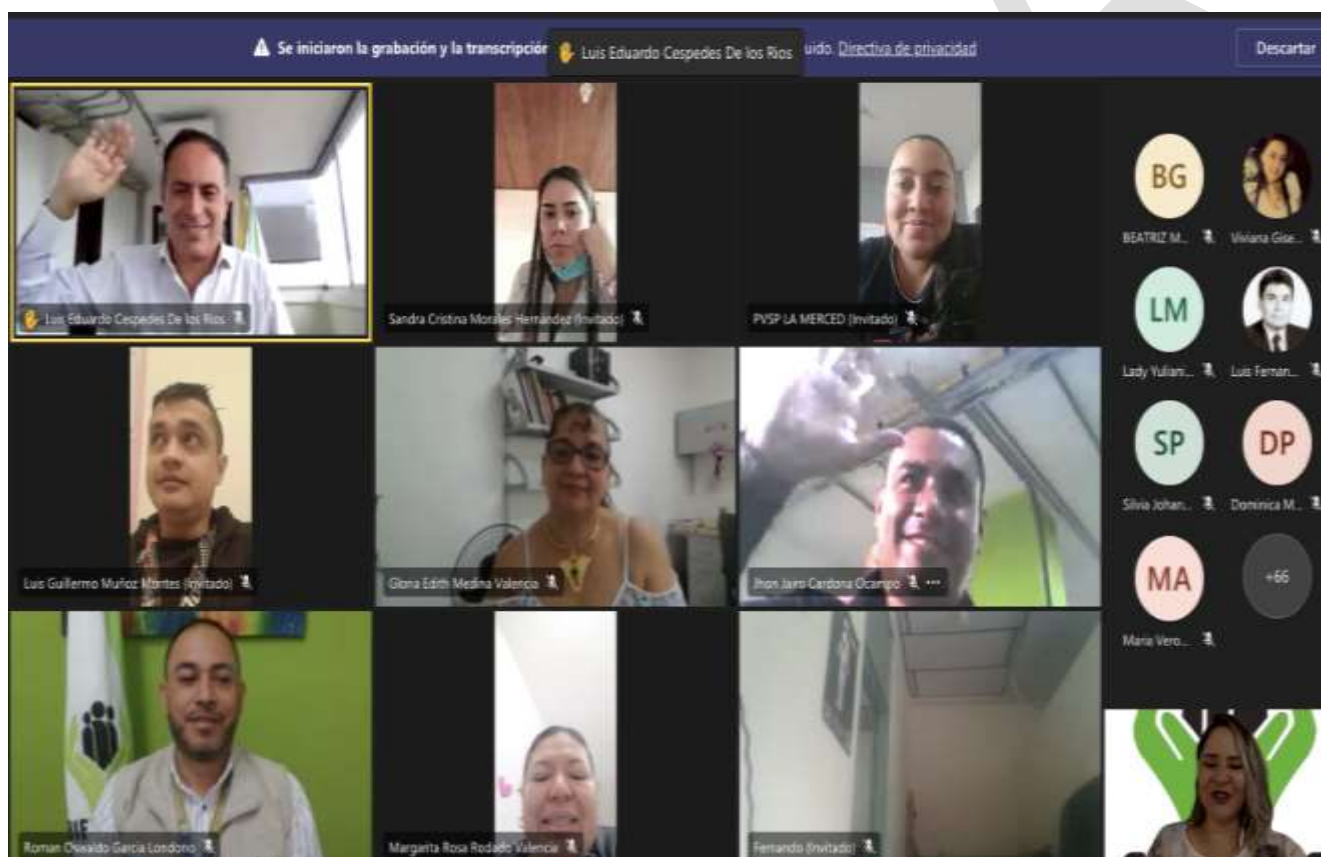 Se iniciaron la grabación y la transcripción
Luis Eduardo Cespedes De los Rios
uido. Directiva de privacidad
Descartar
Luis Eduardo Cespedes De los Rios
Sandra Cristina Morales Hernandez (Invitado)
PVSP LA MERCED (Invitado)
BG
BEATRIZ M...
Viviana Gise...
LM
Lady Yulian...
Luis Fernan...
Luis Guillermo Muñoz Montes (Invitado)
Gloria Edith Medina Valencia
Jhon Jairo Cardona Ocampo
SP
Silvia Johan...
DP
Dominica M...
MA
Maria Vero...
+66
Roman Oswaldo Garcia Londono
Margarita Rosa Rodado Valencia
Fernando (Invitado)